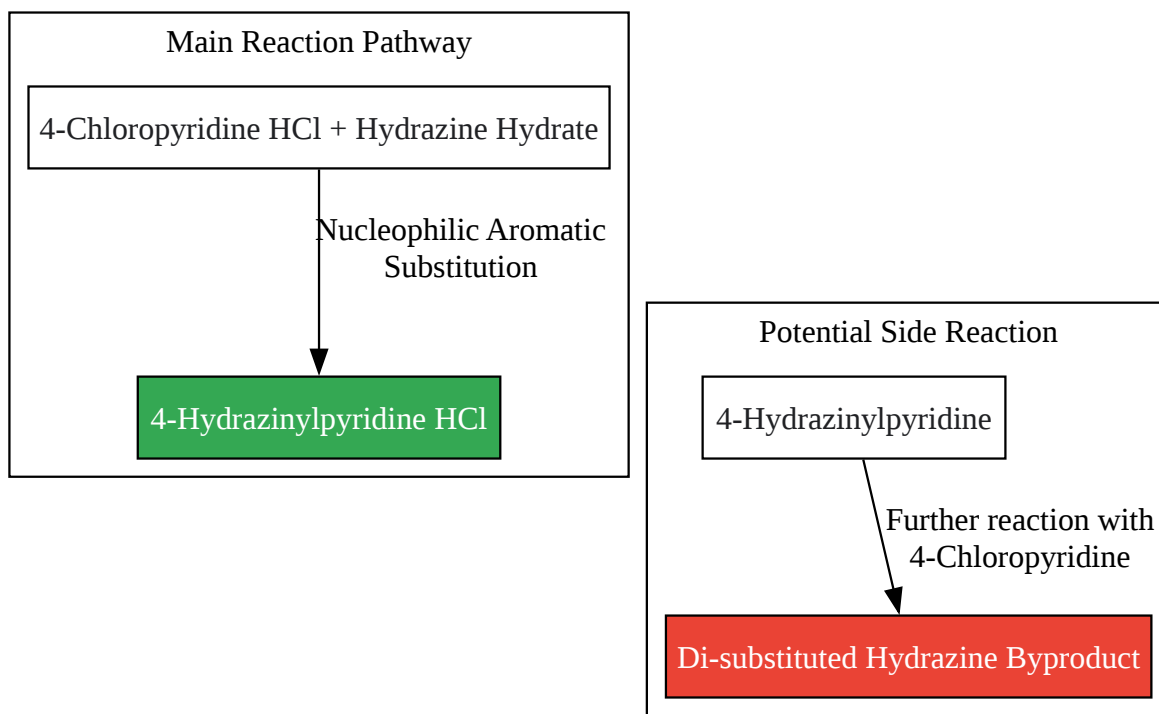 Main Reaction Pathway
4-Chloropyridine HCl + Hydrazine Hydrate
Nucleophilic Aromatic
Substitution
4-Hydrazinylpyridine HCl
Potential Side Reaction
4-Hydrazinylpyridine
Further reaction with
4-Chloropyridine
Di-substituted Hydrazine Byproduct